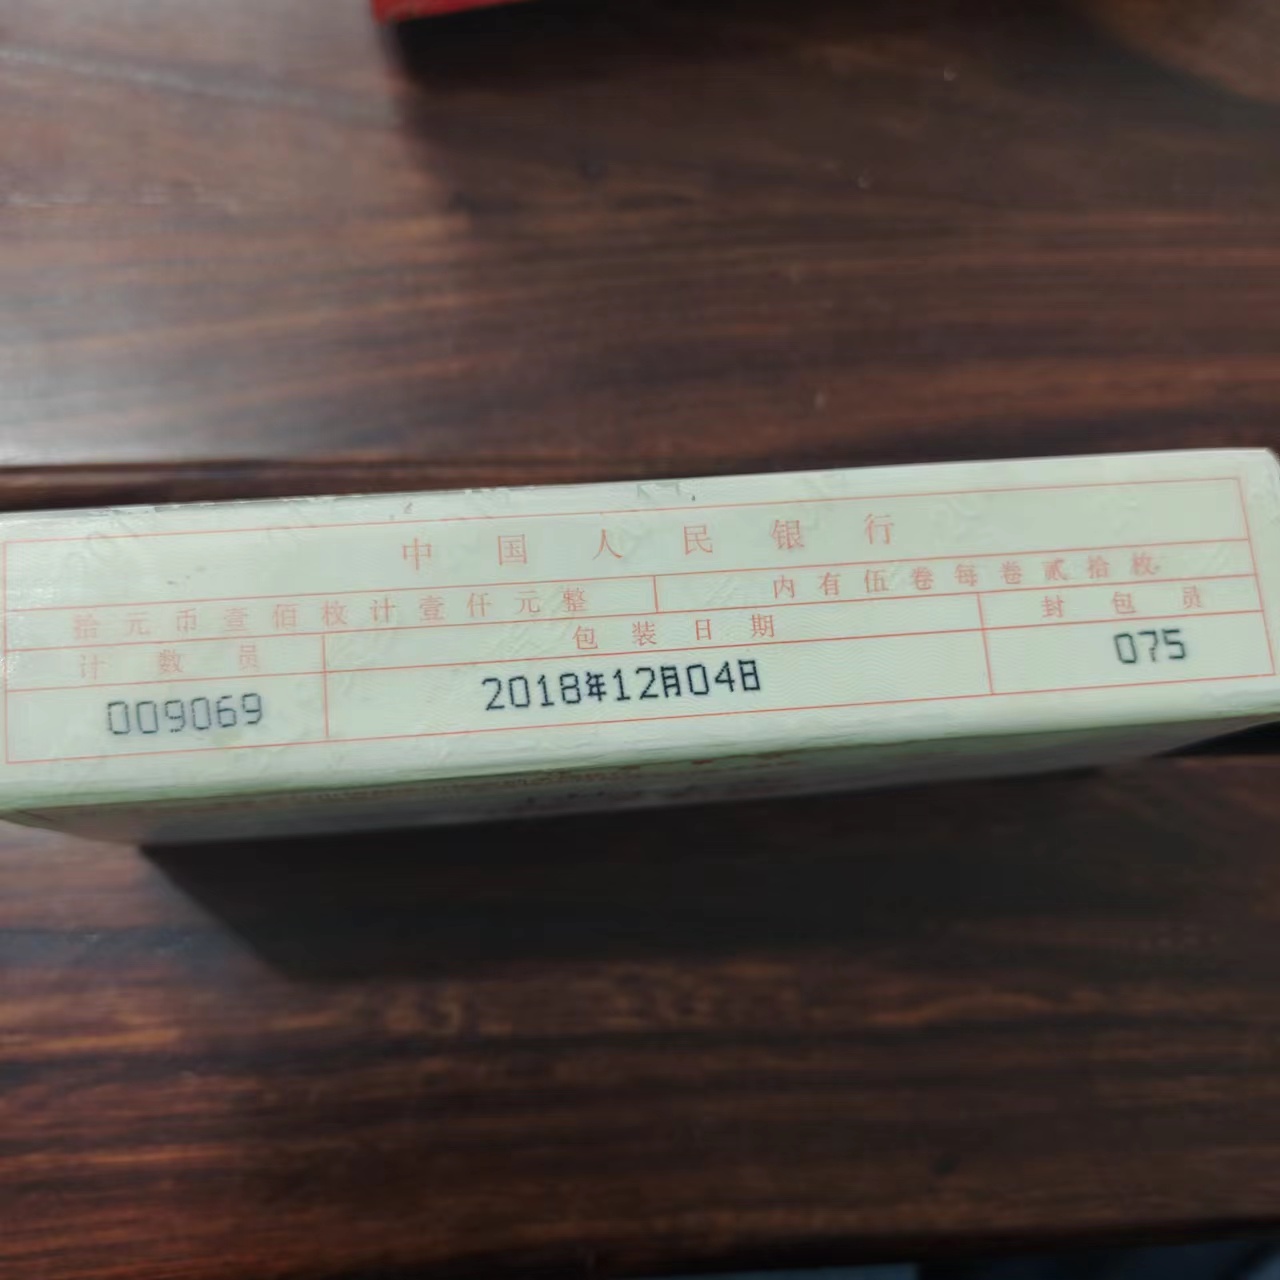 中国人民银行
拾元币壹佰枚计壹仟元整 内有伍卷每卷贰拾枚
计数员 包装日期 封包员
009069 2018年12月04日 075